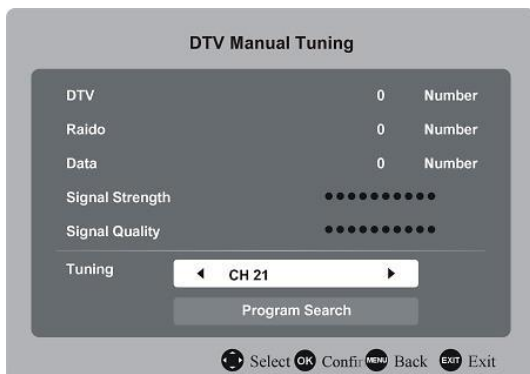 DTV Manual Tuning
DTV 0 Number
Raido 0 Number
Data 0 Number
Signal Strength
Signal Quality
Tuning CH 21
Program Search
Select OK Confir MENU Back EXIT Exit